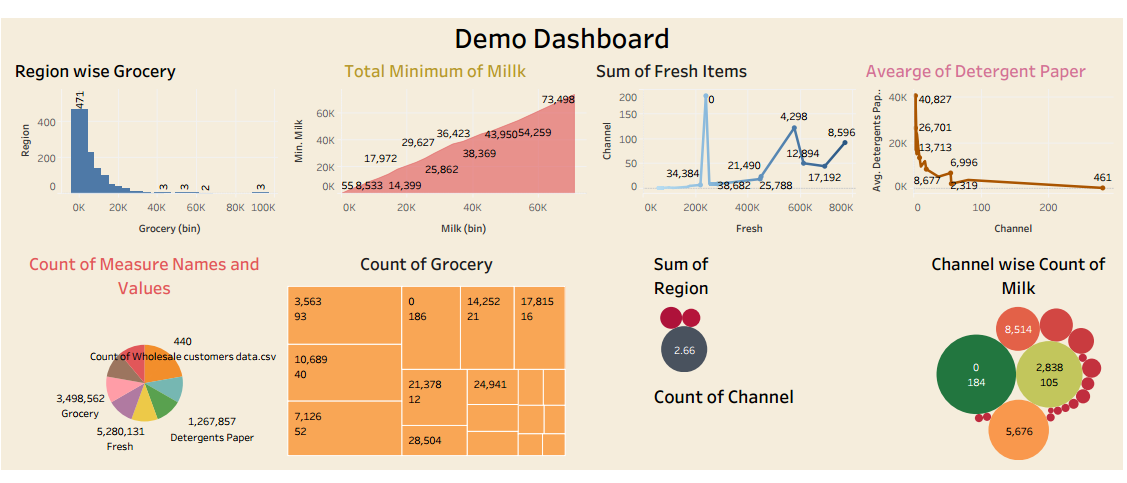 Demo Dashboard
Region wise Grocery
471
Region
400
200
0
3
3
2
3
0K 20K 40K 60K 80K 100K
Grocery (bin)
Total Minimum of Millk
Min. Milk
60K
40K
20K
0K
73,498
54,259
43,950
36,423
38,369
29,627
25,862
17,972
14,399
8,533
55
0K 20K 40K 60K
Milk (bin)
Sum of Fresh Items
Channel
200
150
100
50
0
0
4,298
8,596
12,894
17,192
21,490
25,788
34,384
38,682
0K 200K 400K 600K 800K
Fresh
Avearge of Detergent Paper
Avg. Detergents Pap..
40K
20K
0K
40,827
26,701
13,713
8,677
6,996
2,319
461
0 100 200
Channel
Count of Measure Names and
Values
440
Count of Wholesale customers data.csv
3,498,562
Grocery
5,280,131
Fresh
1,267,857
Detergents Paper
Count of Grocery
3,563
93
10,689
40
7,126
52
0
186
21,378
12
28,504
14,252
21
17,815
16
24,941
Sum of
Region
2.66
Count of Channel
Channel wise Count of
Milk
8,514
0
184
2,838
105
5,676